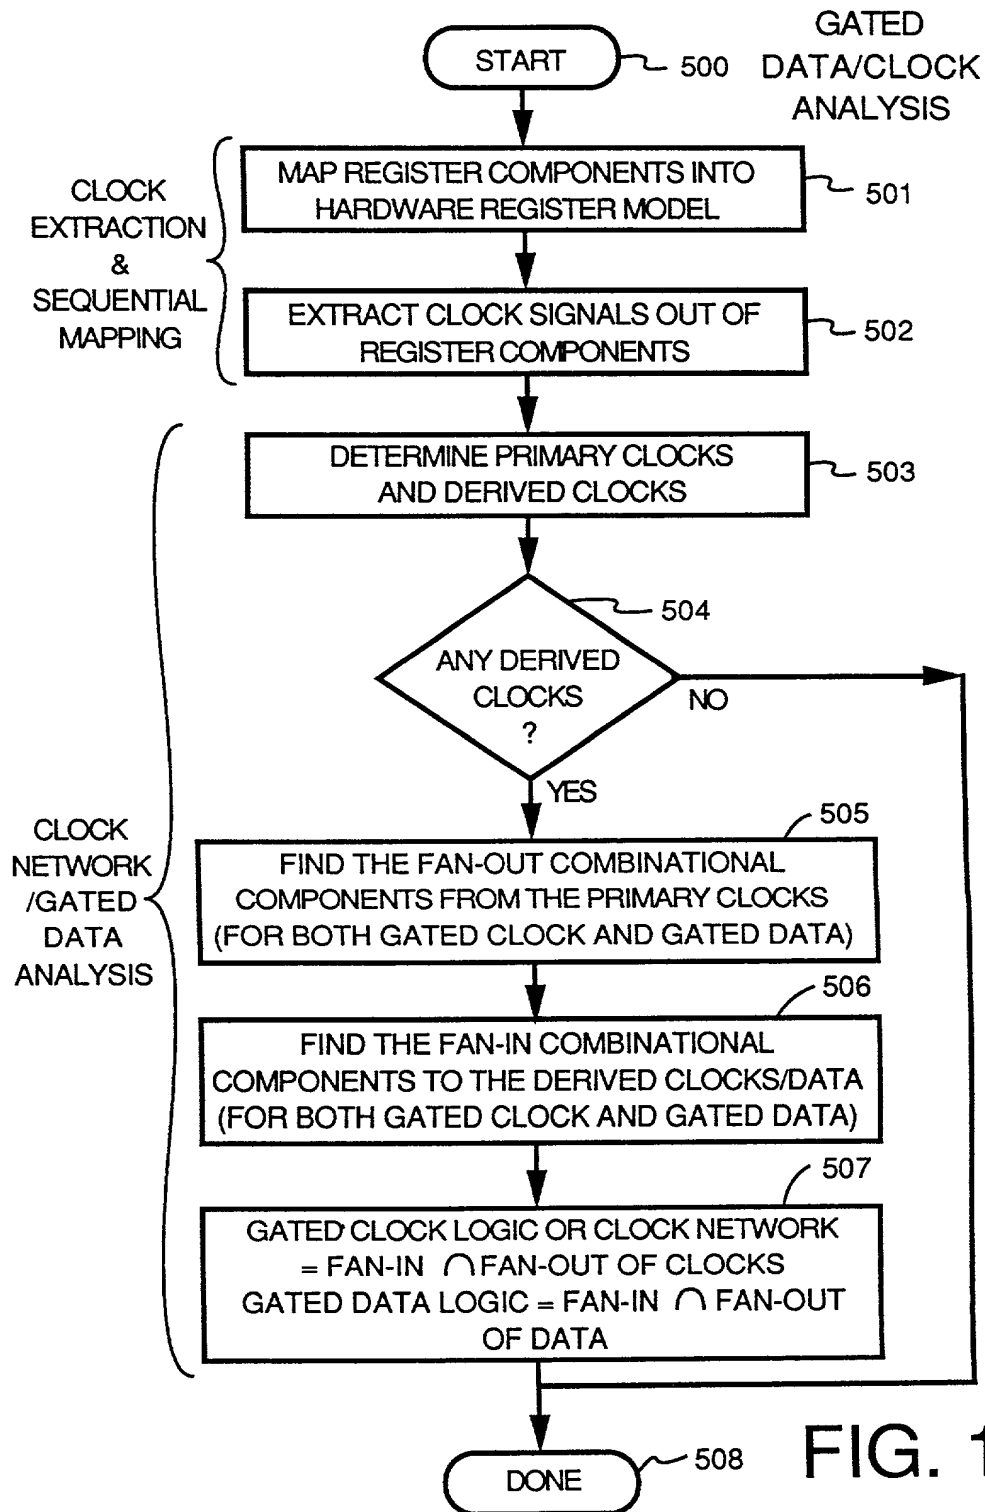 GATED
DATA/CLOCK
ANALYSIS
START
500
CLOCK
EXTRACTION
&
SEQUENTIAL
MAPPING
MAP REGISTER COMPONENTS INTO
HARDWARE REGISTER MODEL
501
EXTRACT CLOCK SIGNALS OUT OF
REGISTER COMPONENTS
502
DETERMINE PRIMARY CLOCKS
AND DERIVED CLOCKS
503
504
ANY DERIVED
CLOCKS
?
NO
YES
CLOCK
NETWORK
/GATED
DATA
ANALYSIS
505
FIND THE FAN-OUT COMBINATIONAL
COMPONENTS FROM THE PRIMARY CLOCKS
(FOR BOTH GATED CLOCK AND GATED DATA)
506
FIND THE FAN-IN COMBINATIONAL
COMPONENTS TO THE DERIVED CLOCKS/DATA
(FOR BOTH GATED CLOCK AND GATED DATA)
507
GATED CLOCK LOGIC OR CLOCK NETWORK
= FAN-IN ∩ FAN-OUT OF CLOCKS
GATED DATA LOGIC = FAN-IN ∩ FAN-OUT
OF DATA
DONE
508
FIG.